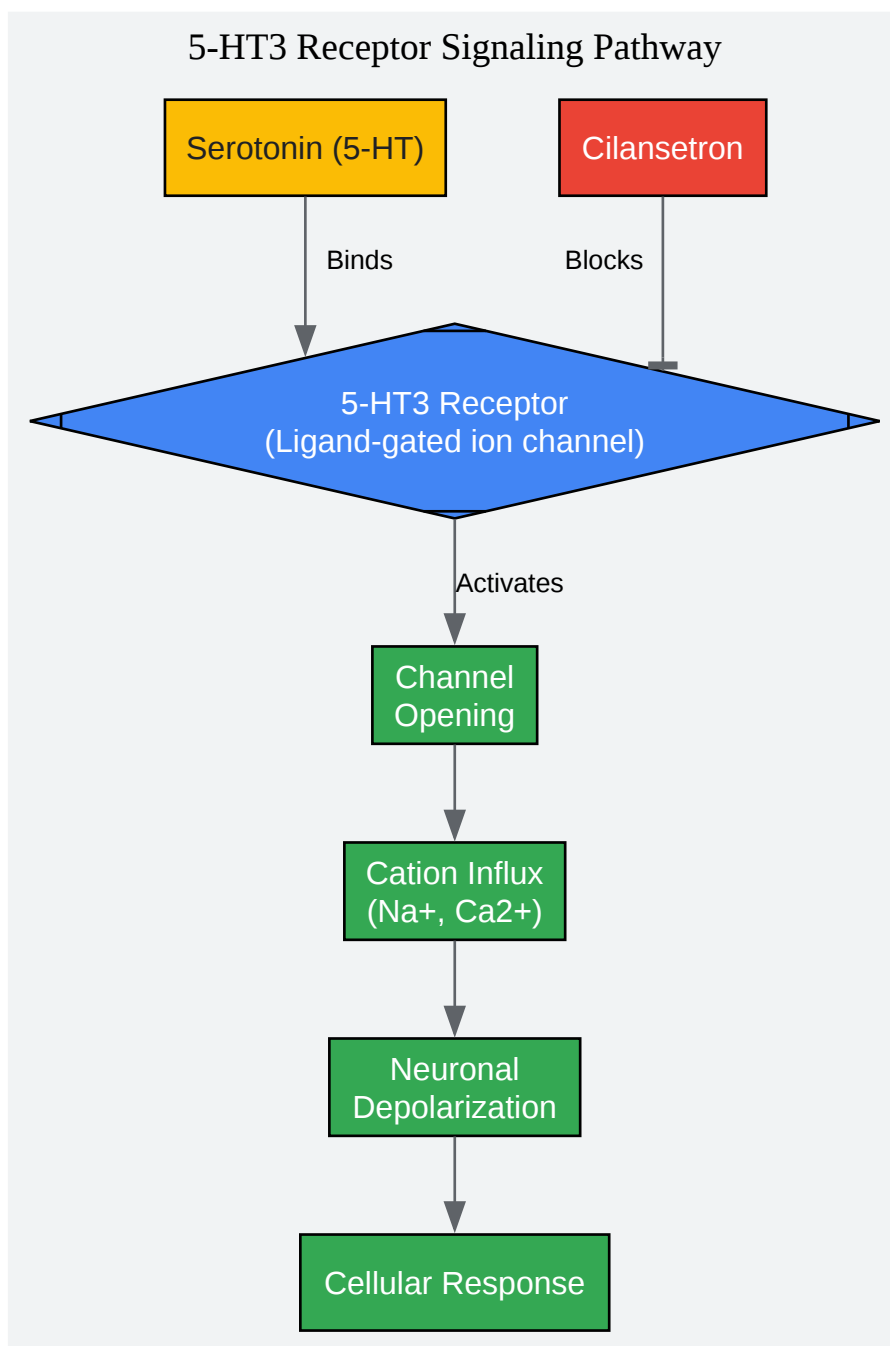 5-HT3 Receptor Signaling Pathway
Serotonin (5-HT)
Cilansetron
Binds
Blocks
5-HT3 Receptor
(Ligand-gated ion channel)
Activates
Channel
Opening
Cation Influx
(Na+, Ca2+)
Neuronal
Depolarization
Cellular Response